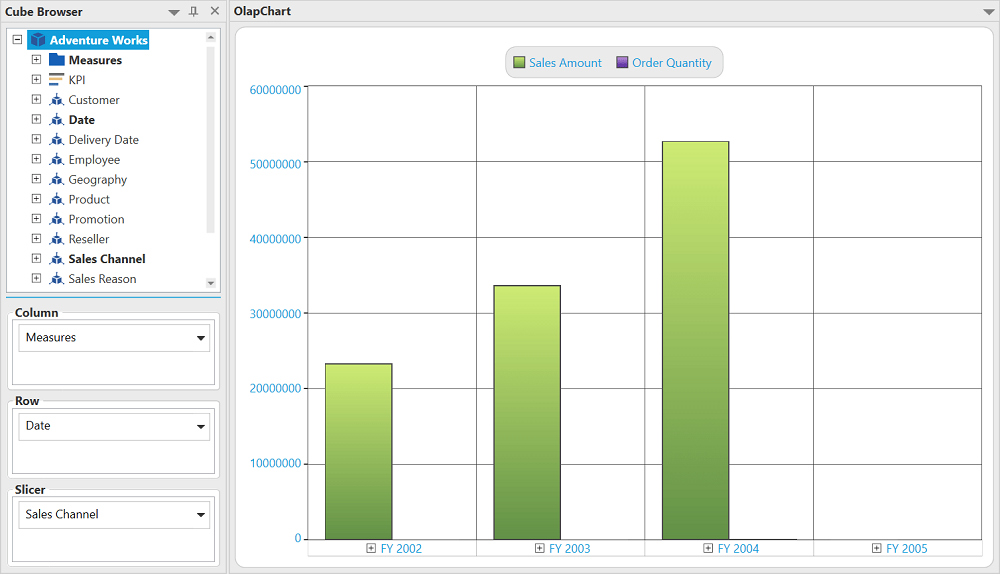 Cube Browser
Adventure Works
Measures
KPI
Customer
Date
Delivery Date
Employee
Geography
Product
Promotion
Reseller
Sales Channel
Sales Reason
Column
Measures
Row
Date
Slicer
Sales Channel
OlapChart
Sales Amount Order Quantity
60000000
50000000
40000000
30000000
20000000
10000000
0
FY 2002 FY 2003 FY 2004 FY 2005